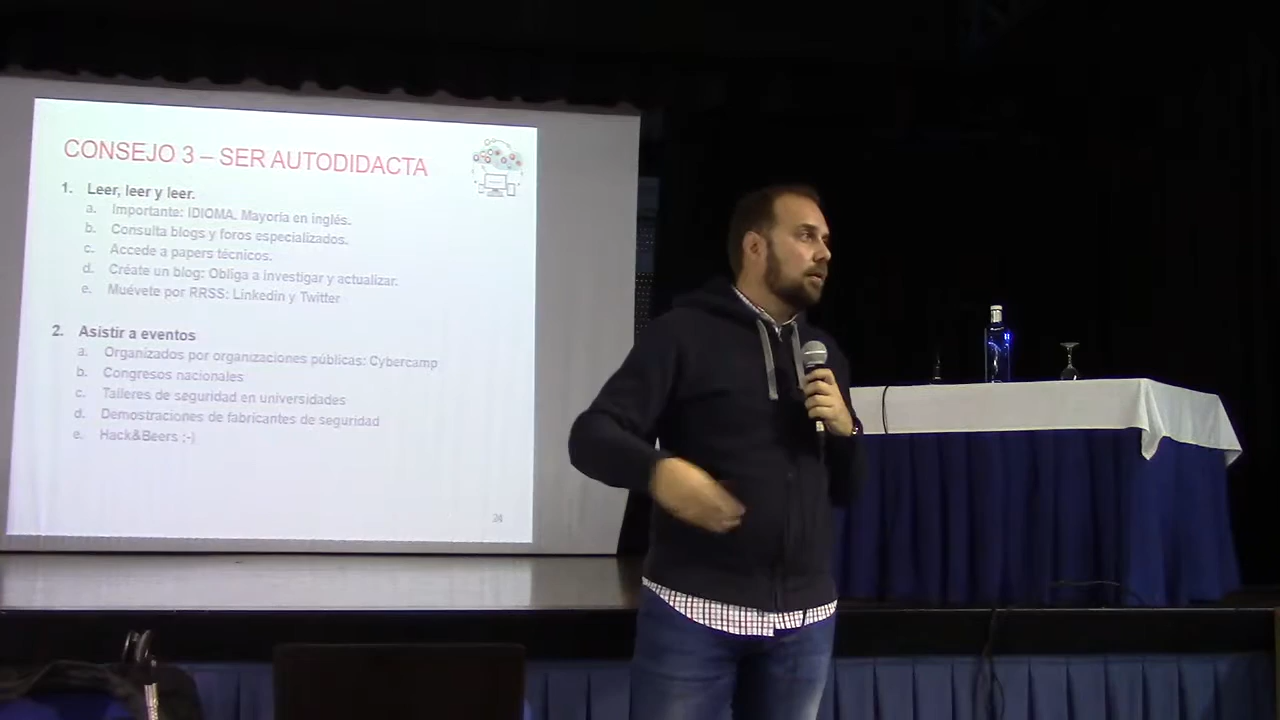 CONSEJO 3 – SER AUTODIDACTA
1. Leer, leer y leer.
a. Importante: IDIOMA. Mayoría en inglés.
b. Consulta blogs y foros especializados.
c. Accede a papers técnicos.
d. Créate un blog: Obliga a investigar y actualizar.
e. Muévete por RRSS: Linkedin y Twitter
2. Asistir a eventos
a. Organizados por organizaciones públicas: Cybercamp
b. Congresos nacionales
c. Talleres de seguridad en universidades
d. Demostraciones de fabricantes de seguridad
e. Hack&Beers ;-)
24